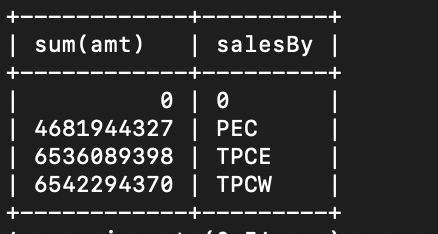 +------------+---------+
| sum(amt)   | salesBy |
+------------+---------+
|          0 | 0       |
| 4681944327 | PEC     |
| 6536089398 | TPCE    |
| 6542294370 | TPCW    |
+------------+---------+